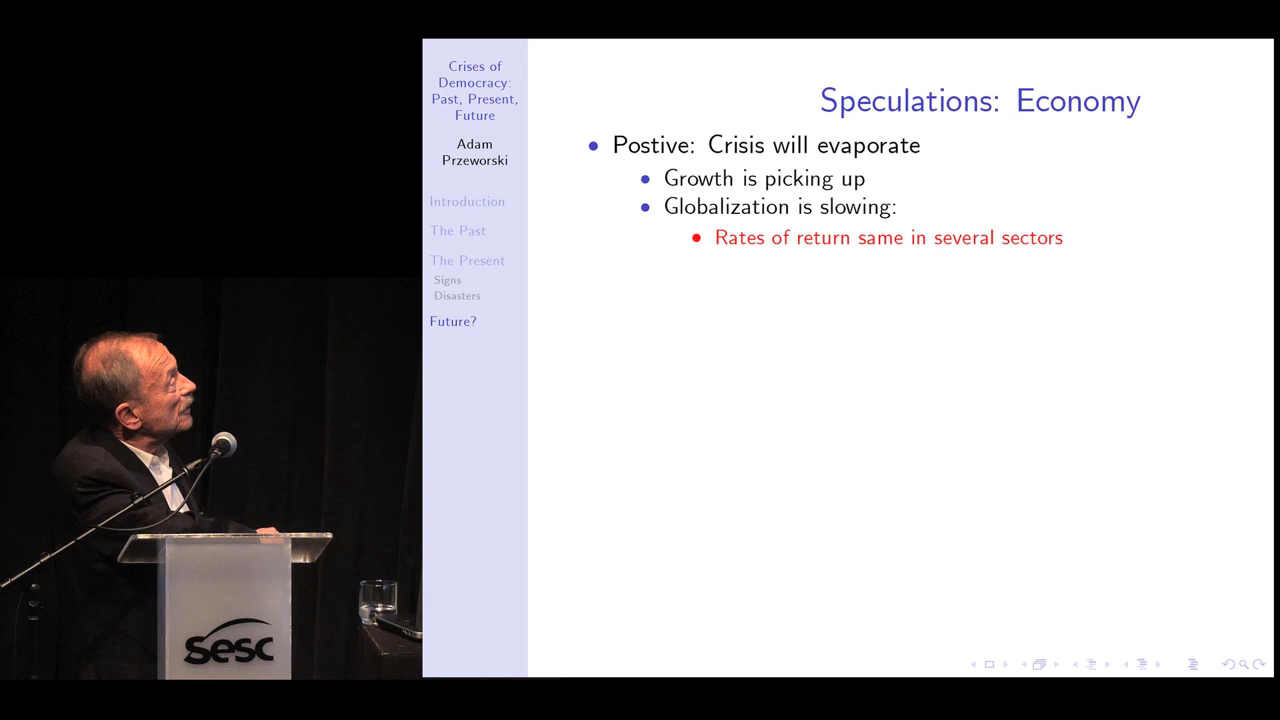 Crises of
Democracy:
Past, Present,
Future
Adam
Przeworski
Introduction
The Past
The Present
Signs
Disasters
Future?
Speculations: Economy
Postive: Crisis will evaporate
Growth is picking up
Globalization is slowing:
Rates of return same in several sectors
sesc